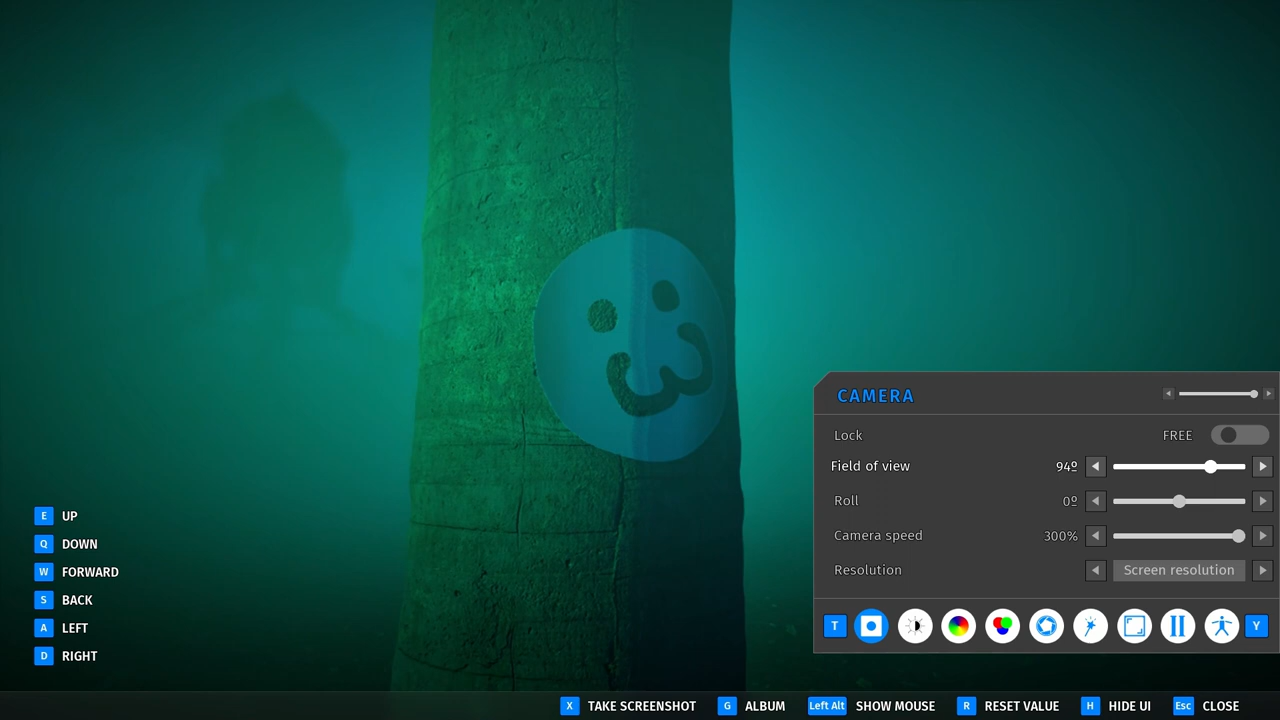 CAMERA
Lock FREE
Field of view 94º
Roll 0º
Camera speed 300%
Resolution Screen resolution
T Y
E UP
Q DOWN
W FORWARD
S BACK
A LEFT
D RIGHT
X TAKE SCREENSHOT G ALBUM Left Alt SHOW MOUSE R RESET VALUE H HIDE UI Esc CLOSE